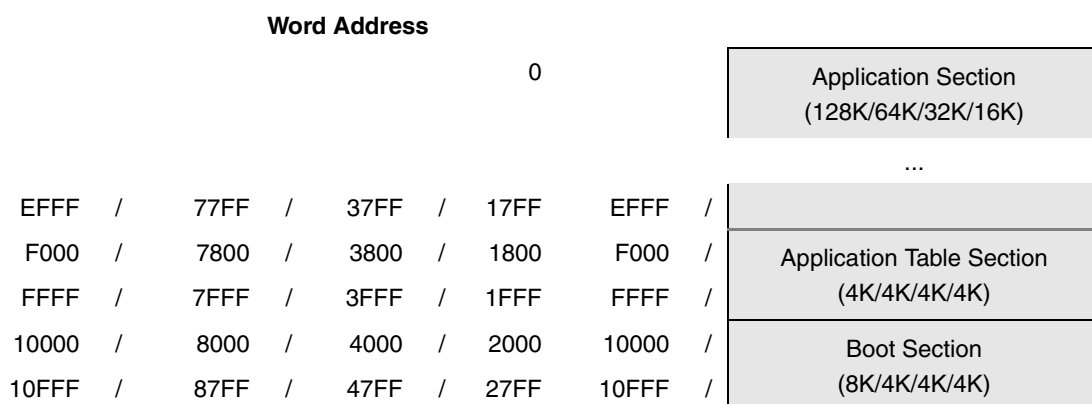 Word Address
0
Application Section
(128K/64K/32K/16K)
...
EFFF / 77FF / 37FF / 17FF EFFF /
F000 / 7800 / 3800 / 1800 F000 /
Application Table Section
FFFF / 7FFF / 3FFF / 1FFF FFFF /
(4K/4K/4K/4K)
10000 / 8000 / 4000 / 2000 10000 /
Boot Section
10FFF / 87FF / 47FF / 27FF 10FFF /
(8K/4K/4K/4K)